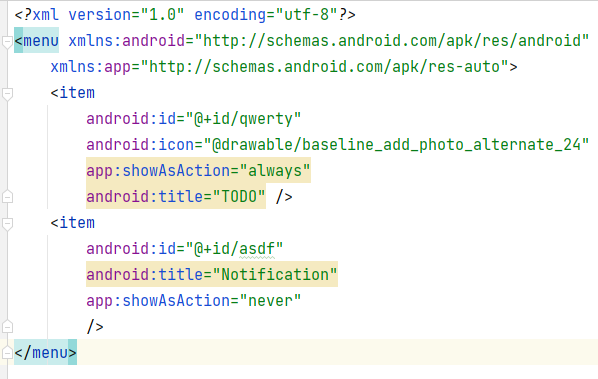 <?xml version="1.0" encoding="utf-8"?>
<menu xmlns:android="http://schemas.android.com/apk/res/android"
    xmlns:app="http://schemas.android.com/apk/res-auto">
    <item
        android:id="@+id/qwerty"
        android:icon="@drawable/baseline_add_photo_alternate_24"
        app:showAsAction="always"
        android:title="TODO" />
    <item
        android:id="@+id/asdf"
        android:title="Notification"
        app:showAsAction="never"
        />
</menu>